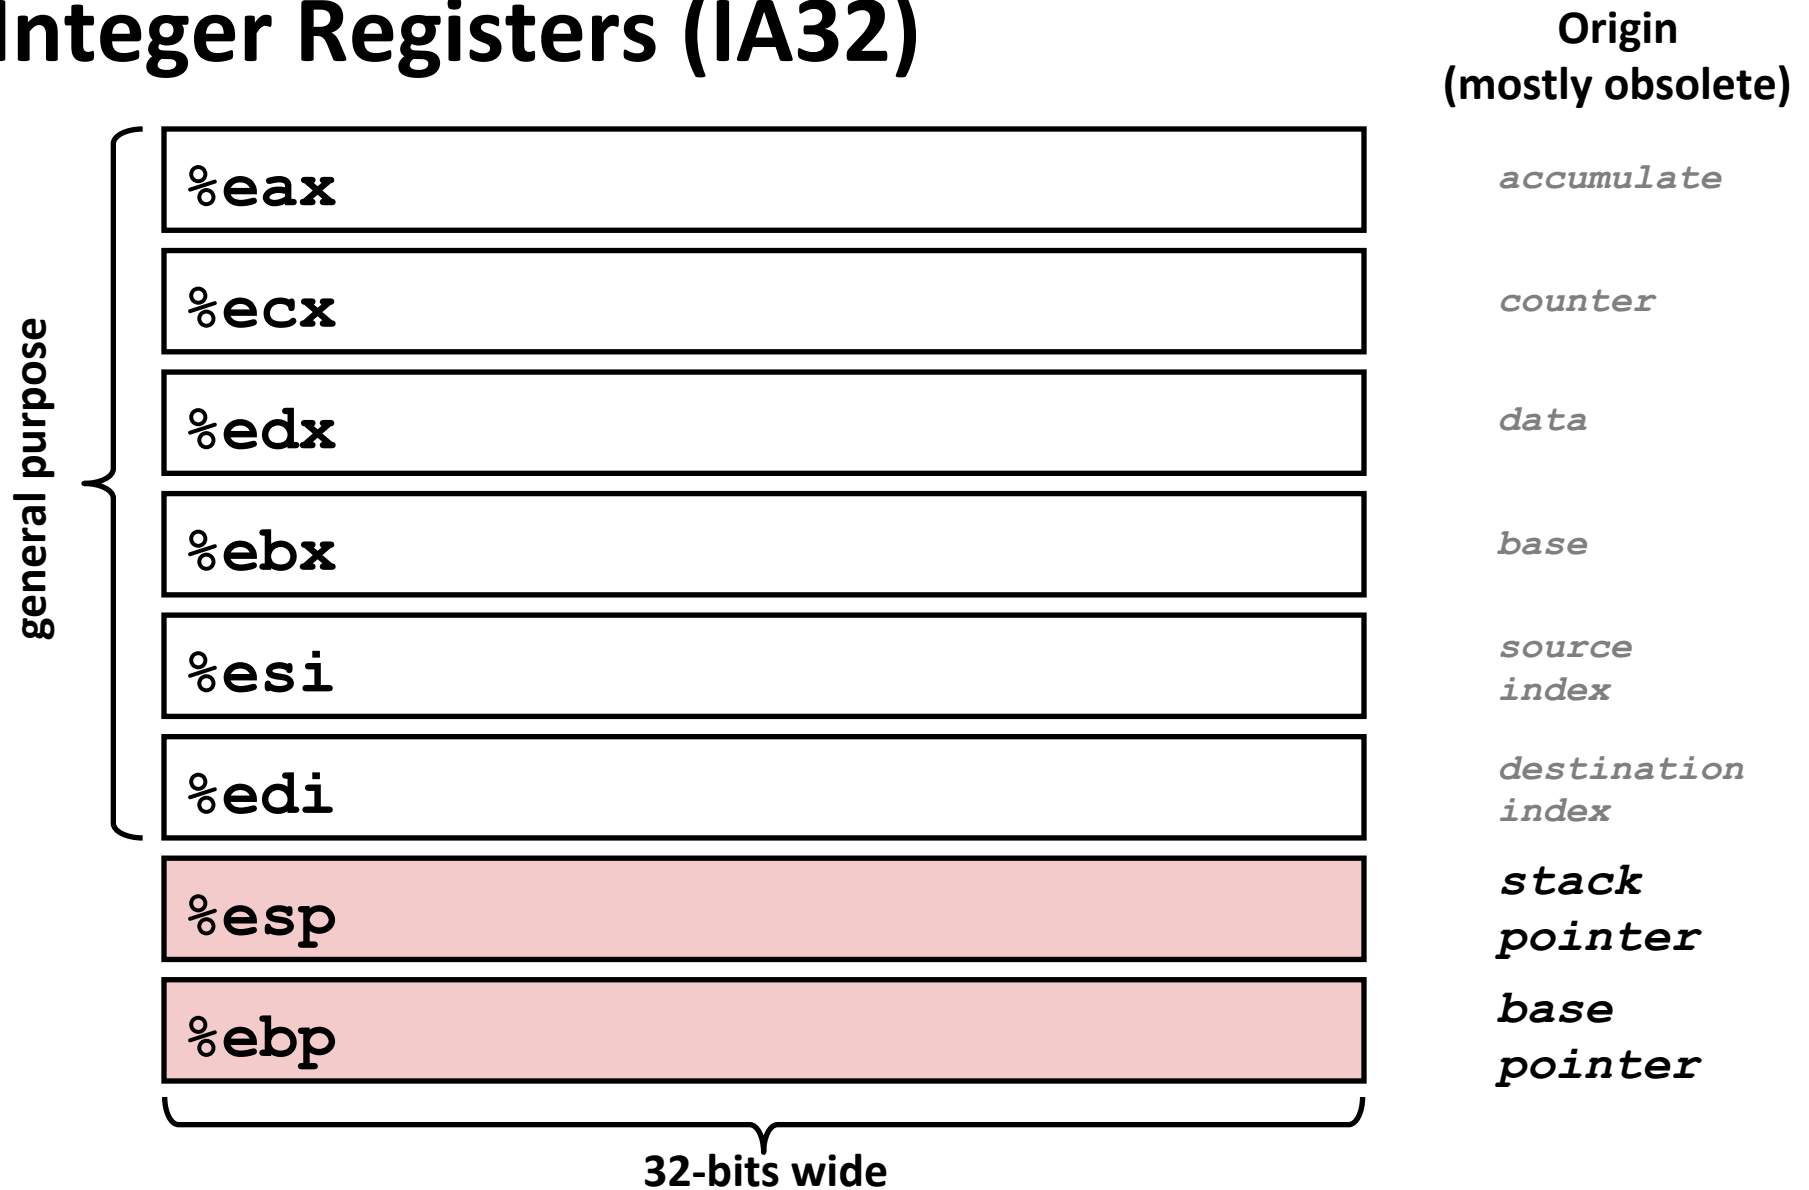 Integer Registers (IA32)
Origin
(mostly obsolete)
general purpose
%eax
accumulate
%ecx
counter
%edx
data
%ebx
base
%esi
source
index
%edi
destination
index
%esp
stack
pointer
%ebp
base
pointer
32-bits wide